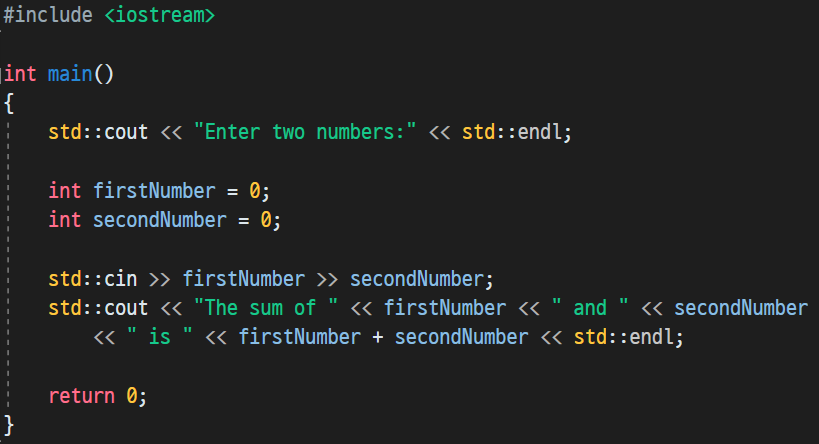 #include <iostream>
int main()
{
std::cout << "Enter two numbers:" << std::endl;
int firstNumber = 0;
int secondNumber = 0;
std::cin >> firstNumber >> secondNumber;
std::cout << "The sum of " << firstNumber << " and " << secondNumber
<< " is " << firstNumber + secondNumber << std::endl;
return 0;
}